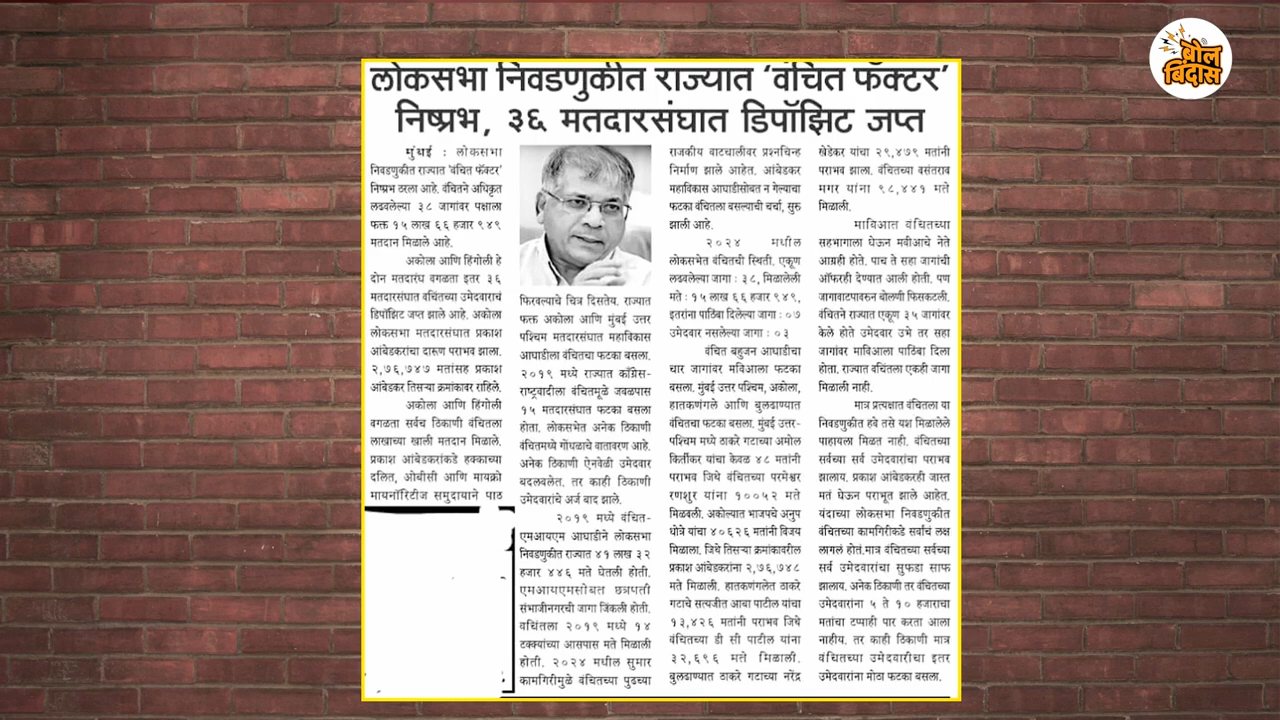 बोल
बिंदास
लोकसभा निवडणुकीत राज्यात ‘वंचित फॅक्टर’
निष्प्रभ, ३६ मतदारसंघात डिपॉझिट जप्त
मुंबई : लोकसभा
निवडणुकीत राज्यात 'वंचित फॅक्टर'
निष्प्रभ ठरला आहे. वंचितने अधिकृत
लढवलेल्या ३८ जागांवर पक्षाला
फक्त १५ लाख ६६ हजार ९४९
मतदान मिळाले आहे.
अकोला आणि हिंगोली हे
दोन मतदारंघ वगळता इतर ३६
मतदारसंघात वंचितच्या उमेदवाराचं
डिपॉझिट जप्त झाले आहे. अकोला
लोकसभा मतदारसंघात प्रकाश
आंबेडकरांचा दारूण पराभव झाला.
२,७६,७४७ मतांसह प्रकाश
आंबेडकर तिसऱ्या क्रमांकावर राहिले.
अकोला आणि हिंगोली
वगळता सर्वच ठिकाणी वंचितला
लाखाच्या खाली मतदान मिळाले.
प्रकाश आंबेडकरांकडे हक्काच्या
दलित, ओबीसी आणि मायक्रो
मायनॉरिटीज समुदायाने पाठ
फिरवल्याचे चित्र दिसतेय. राज्यात
फक्त अकोला आणि मुंबई उत्तर
पश्चिम मतदारसंघात महाविकास
आघाडीला वंचितचा फटका बसला.
२०१९ मध्ये राज्यात काँग्रेस-
राष्ट्रवादीला वंचितमूळे जवळपास
१५ मतदारसंघात फटका बसला
होता. लोकसभेत अनेक ठिकाणी
वंचितमध्ये गोंधळाचे वातावरण आहे.
अनेक ठिकाणी ऐनवेळी उमेदवार
बदलवलेत. तर काही ठिकाणी
उमेदवारांचे अर्ज बाद झाले.
२०१९ मध्ये वंचित-
एमआयएम आघाडीने लोकसभा
निवडणुकीत राज्यात ४१ लाख ३२
हजार ४४६ मते घेतली होती.
एमआयएमसोबत छत्रपती
संभाजीनगरची जागा जिंकली होती.
वचितला २०१९ मध्ये १४
टक्क्यांच्या आसपास मते मिळाली
होती. २०२४ मधील सुमार
कामगिरीमुळे वंचितच्या पुढच्या
राजकीय वाटचालीवर प्रश्नचिन्ह
निर्माण झाले आहेत. आंबेडकर
महाविकास आघाडीसोबत न गेल्याचा
फटका वंचितला बसल्याची चर्चा, सुरु
झाली आहे.
२०२४ मधील
लोकसभेत वंचितची स्थिती. एकूण
लढवलेल्या जागा : ३८, मिळालेली
मते : १५ लाख ६६ हजार ९४९,
इतरांना पाठिंबा दिलेल्या जागा : ०७
उमेदवार नसलेल्या जागा : ०३
वंचित बहुजन आघाडीचा
चार जागांवर मविआला फटका
बसला. मुंबई उत्तर पश्चिम, अकोला,
हातकणंगले आणि बुलढाण्यात
वंचितचा फटका बसला. मुंबई उत्तर-
पश्चिम मध्ये ठाकरे गटाच्या अमोल
किर्तीकर यांचा केवळ ४८ मतांनी
पराभव जिथे वंचितच्या परमेश्वर
रणशुर यांना १००५२ मते
मिळवली. अकोल्यात भाजपचे अनुप
धोत्रे यांचा ४०६२६ मतांनी विजय
मिळाला. जिथे तिसऱ्या क्रमांकावरील
प्रकाश आंबेडकरांना २,७६,७४८
मते मिळाली. हातकणंगलेत ठाकरे
गटाचे सत्यजीत आबा पाटील यांचा
१३,४२६ मतांनी पराभव जिथे
वंचितच्या डी सी पाटील यांना
३२,६९६ मते मिळाली.
बुलढाण्यात ठाकरे गटाच्या नरेंद्र
खेडेकर यांचा २९,४७९ मतांनी
पराभव झाला. वंचितच्या वसंतराव
मगर यांना ९८,४४१ मते
मिळाली.
माविआत वंचितच्या
सहभागाला घेऊन मवीआचे नेते
आग्रही होते. पाच ते सहा जागांची
ऑफरही देण्यात आली होती. पण
जागावाटपावरुन बोलणी फिसकटली.
वंचितने राज्यात एकूण ३५ जागांवर
केले होते उमेदवार उभे तर सहा
जागांवर माविआला पाठिंबा दिला
होता. राज्यात वंचितला एकही जागा
मिळाली नाही.
मात्र प्रत्यक्षात वंचितला या
निवडणुकीत हवे तसे यश मिळालेले
पाहायला मिळत नाही. वंचितच्या
सर्वच्या सर्व उमेदवारांचा पराभव
झालाय. प्रकाश आंबेडकरही जास्त
मतं घेऊन पराभूत झाले आहेत.
यंदाच्या लोकसभा निवडणुकीत
वंचितच्या कामगिरीकडे सर्वांचं लक्ष
लागलं होतं.मात्र वंचितच्या सर्वच्या
सर्व उमेदवारांचा सुफडा साफ
झालाय. अनेक ठिकाणी तर वंचितच्या
उमेदवारांना ५ ते १० हजाराचा
मतांचा टप्पाही पार करता आला
नाहीय. तर काही ठिकाणी मात्र
वंचितच्या उमेदवारीचा इतर
उमेदवारांना मोठा फटका बसला.